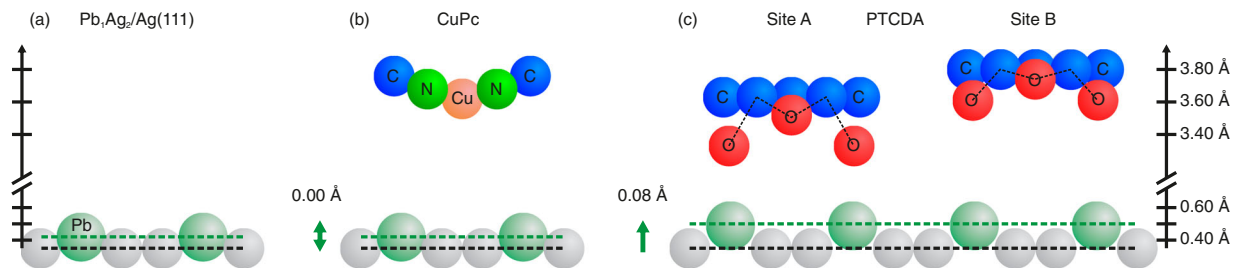 (a) Pb₁Ag₂/Ag(111)
(b) CuPc
(c) Site A PTCDA Site B
C N Cu N C
C O C
O O
C O C
O O
3.80 Å
3.60 Å
3.40 Å
0.00 Å
0.08 Å
Pb
0.60 Å
0.40 Å